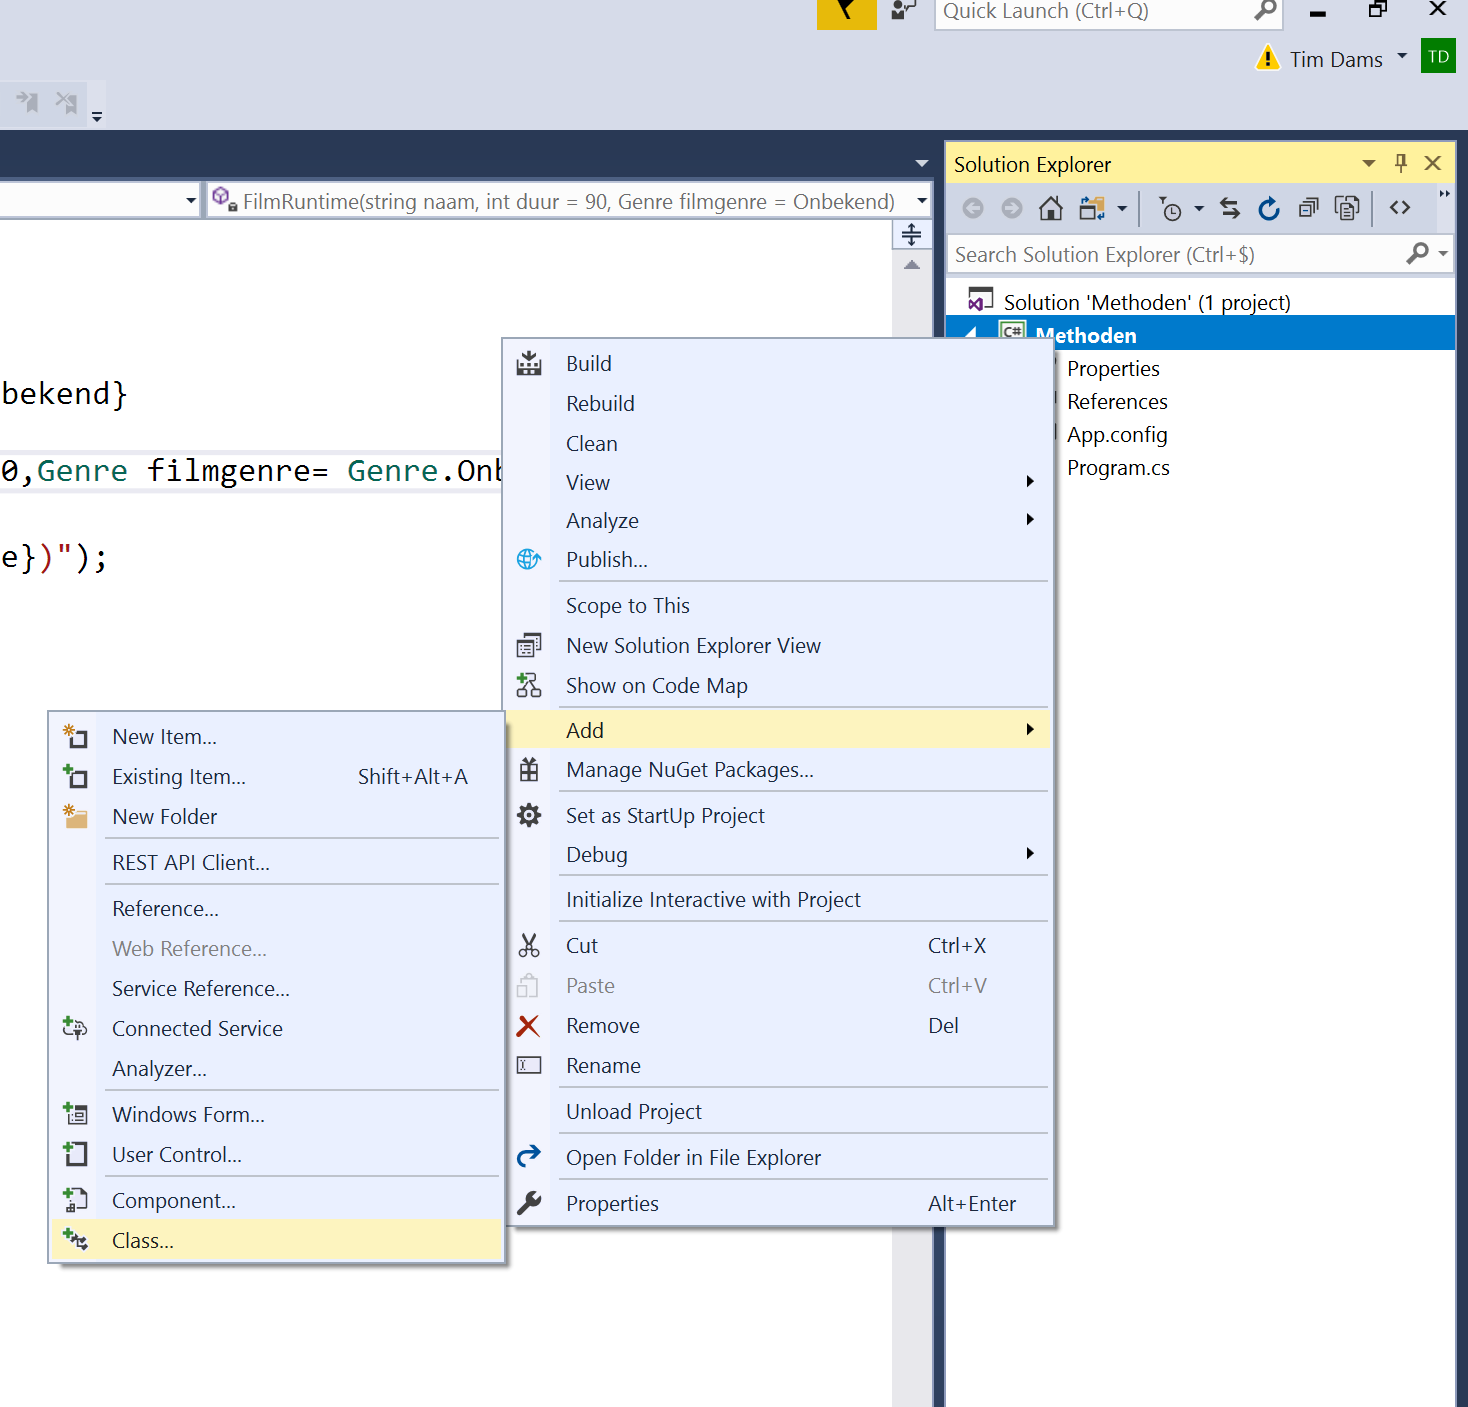 Quick Launch (Ctrl+Q)
Tim Dams
TD
FilmRuntime(string naam, int duur = 90, Genre filmgenre = Onbekend)
bekend}
0,Genre filmgenre= Genre.Onb
e})");
Solution Explorer
Search Solution Explorer (Ctrl+$)
Solution 'Methoden' (1 project)
C# Methoden
Properties
References
App.config
Program.cs
Build
Rebuild
Clean
View
Analyze
Publish...
Scope to This
New Solution Explorer View
Show on Code Map
Add
Manage NuGet Packages...
Set as StartUp Project
Debug
Initialize Interactive with Project
Cut Ctrl+X
Paste Ctrl+V
Remove Del
Rename
Unload Project
Open Folder in File Explorer
Properties Alt+Enter
New Item...
Existing Item... Shift+Alt+A
New Folder
REST API Client...
Reference...
Web Reference...
Service Reference...
Connected Service
Analyzer...
Windows Form...
User Control...
Component...
Class...